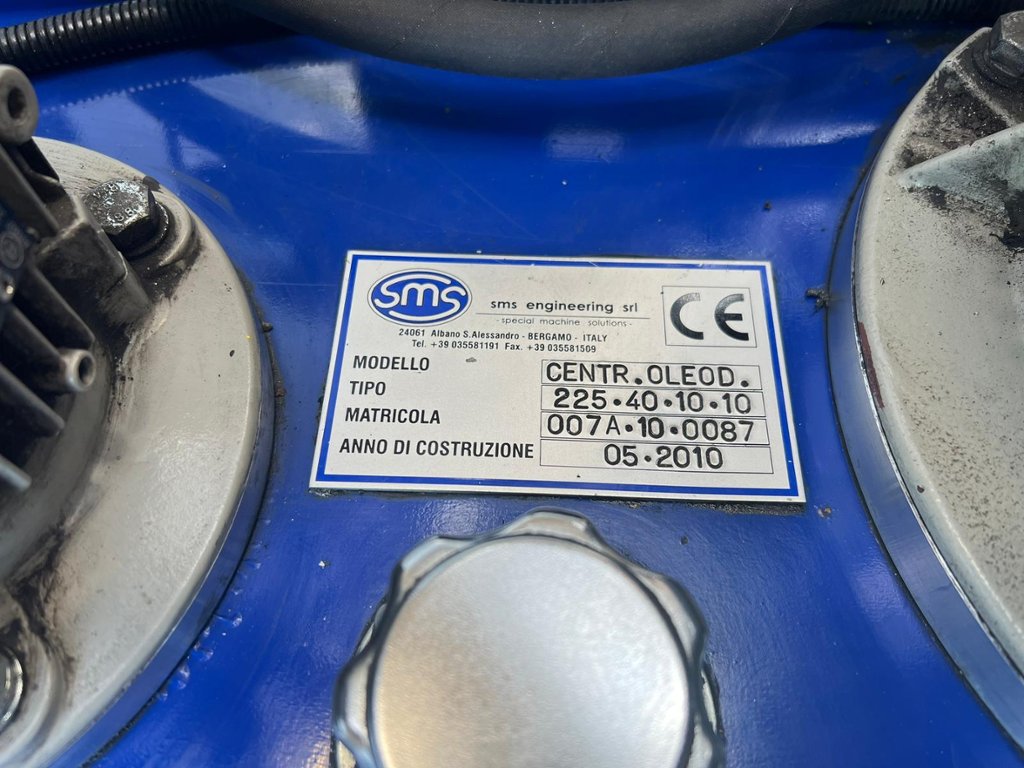 sms
sms engineering srl
- special machine solutions -
CE
24061 Albano S.Alessandro - BERGAMO - ITALY
Tel. +39 035581191 Fax. +39 035581509
MODELLO CENTR.OLEOD.
TIPO 225•40•10•10
MATRICOLA 007A•10•0087
ANNO DI COSTRUZIONE 05•2010